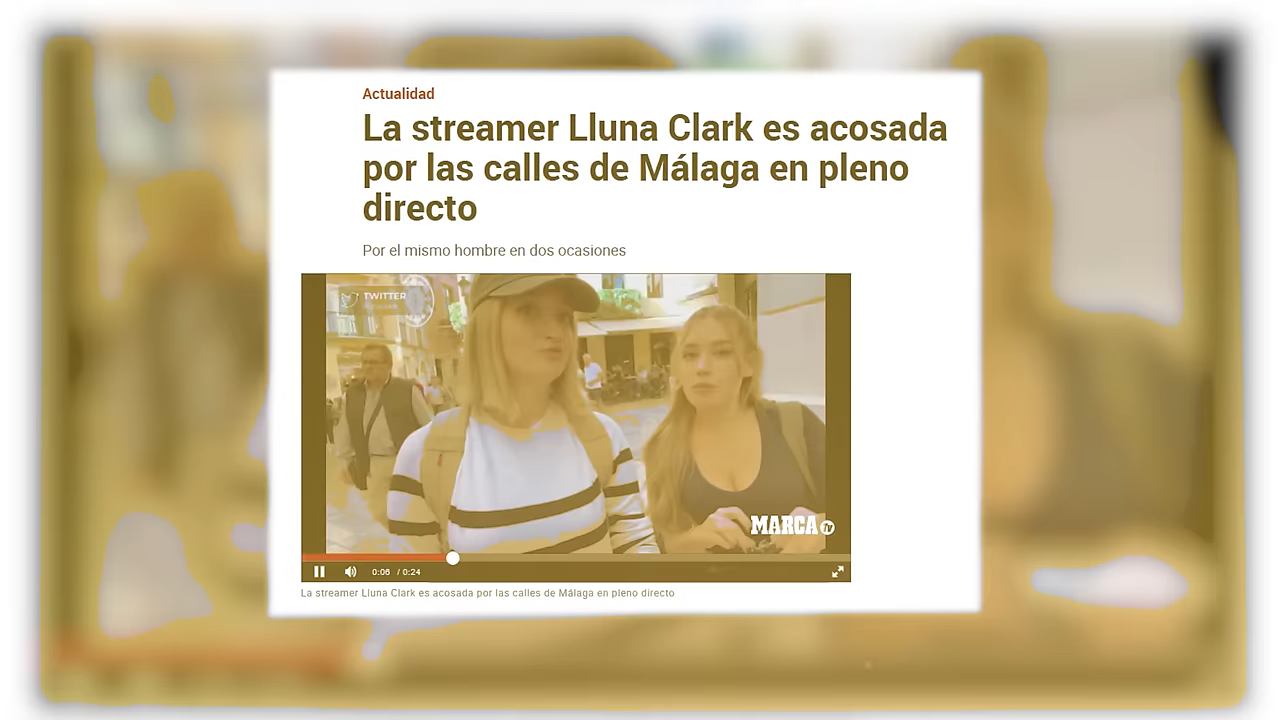 Actualidad
La streamer Lluna Clark es acosada
por las calles de Málaga en pleno
directo
Por el mismo hombre en dos ocasiones
TWITTER
MARCA TV
0:06 / 0:24
La streamer Lluna Clark es acosada por las calles de Málaga en pleno directo